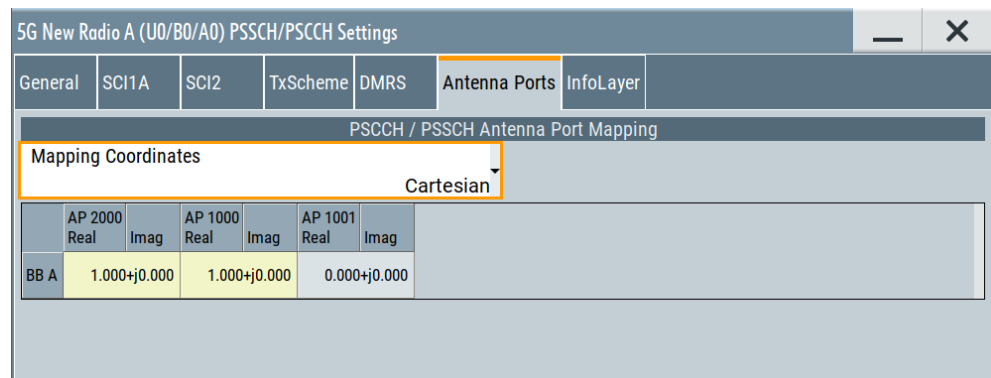 5G New Radio A (U0/B0/A0) PSSCH/PSCCH Settings
General SCI1A SCI2 TxScheme DMRS Antenna Ports InfoLayer
PSCCH / PSSCH Antenna Port Mapping
Mapping Coordinates
Cartesian
AP 2000 AP 1000 AP 1001
Real Imag Real Imag Real Imag
BB A 1.000+j0.000 1.000+j0.000 0.000+j0.000